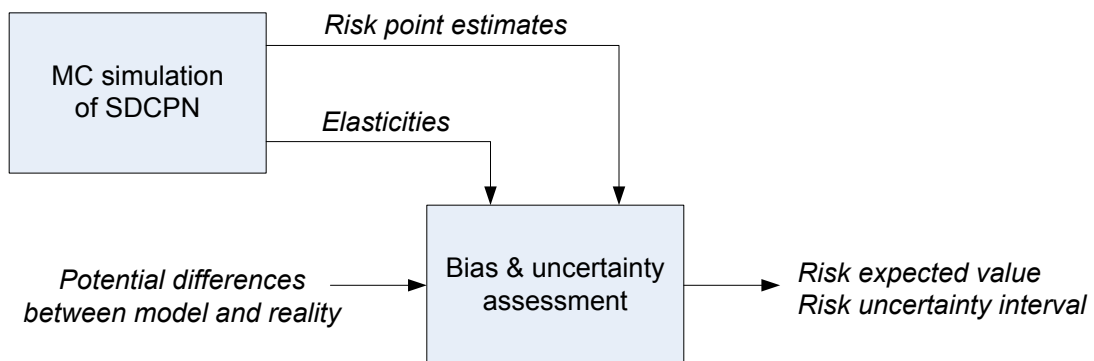 Risk point estimates
MC simulation
of SDCPN
Elasticities
Bias & uncertainty
assessment
Potential differences
between model and reality
Risk expected value
Risk uncertainty interval